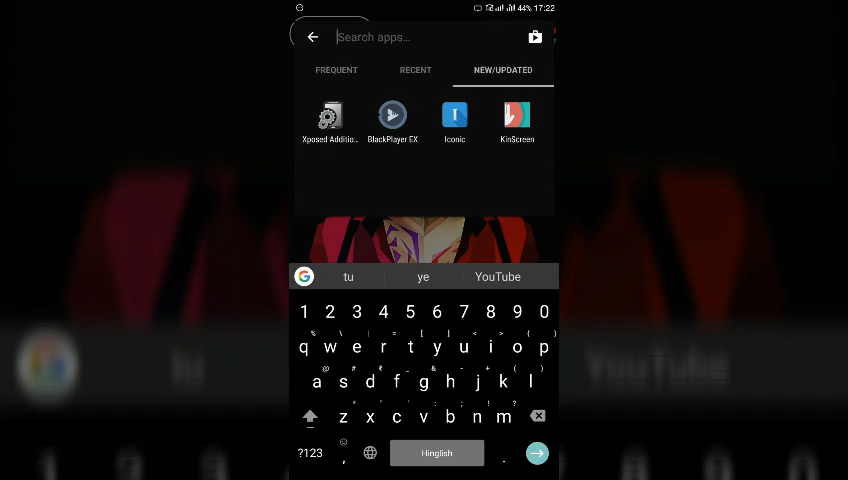 44% 17:22
Search apps...
FREQUENT RECENT NEW/UPDATED
Xposed Additio... BlackPlayer EX Iconic KinScreen
tu ye YouTube
1 2 3 4 5 6 7 8 9 0
% \ | = [ ] < > { }
q w e r t y u i o p
@ # ₹ _ & - + ( )
a s d f g h j k l
* " ' : ; ! ?
z x c v b n m
?123 , Hinglish .